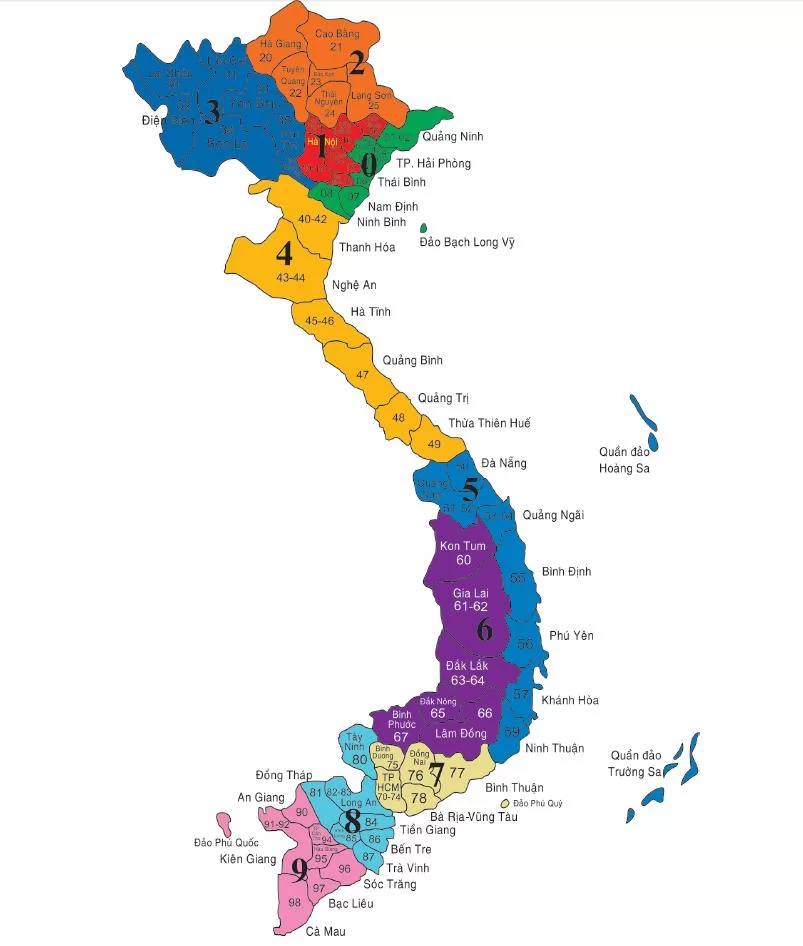 Hà Giang
20
Cao Bằng
21
2
Tuyên
Quang
22
23
Thái
Nguyên
24
Lạng Sơn
25
3
Điện Biên
Sơn La
Hà Nội
1
0
Quảng Ninh
TP. Hải Phòng
Thái Bình
08
07
Nam Định
Ninh Bình
Đảo Bạch Long Vỹ
40-42
Thanh Hóa
4
43-44
Nghệ An
Hà Tĩnh
45-46
Quảng Bình
47
Quảng Trị
48
Thừa Thiên Huế
49
Quần đảo
Hoàng Sa
Đà Nẵng
50
Quảng
Nam
5
51-52
53-54
Quảng Ngãi
Kon Tum
60
Bình Định
55
Gia Lai
61-62
6
Phú Yên
56
Đắk Lắk
63-64
57
Khánh Hòa
Đắk Nông
65
66
Bình
Phước
67
Lâm Đồng
59
Ninh Thuận
Tây
Ninh
80
Bình
Dương
75
Đồng
Nai
76
7
77
Quần đảo
Trường Sa
Bình Thuận
Đảo Phú Quý
TP
HCM
70-74
78
Bà Rịa-Vũng Tàu
Đồng Tháp
81
82-83
Long An
An Giang
90
91-92
8
84
Tiền Giang
85
86
Bến Tre
87
Trà Vinh
Đảo Phú Quốc
Kiên Giang
94
95
9
96
Sóc Trăng
97
Bạc Liêu
98
Cà Mau